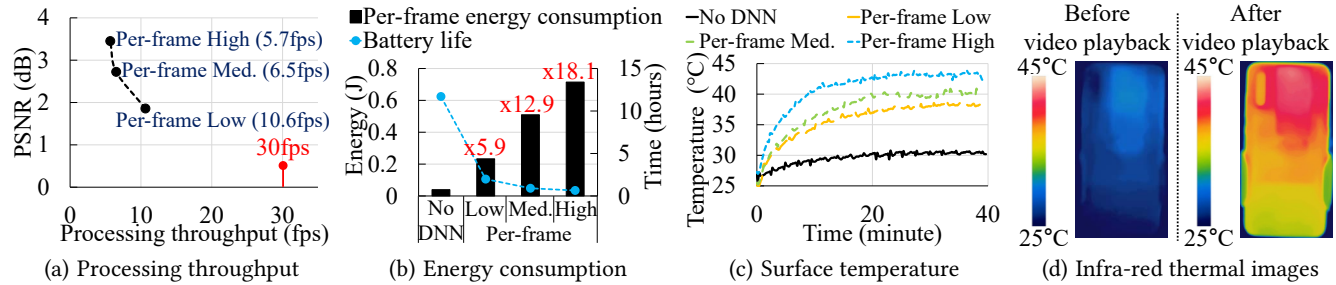 PSNR (dB)
4
3
2
1
0
Per-frame High (5.7fps)
Per-frame Med. (6.5fps)
Per-frame Low (10.6fps)
30fps
0 10 20 30
Processing throughput (fps)
(a) Processing throughput
Per-frame energy consumption
Battery life
Energy (J)
0.8
0.6
0.4
0.2
0
x5.9
x12.9
x18.1
15
10
5
0
Time (hours)
No DNN
Low Med. High
Per-frame
(b) Energy consumption
No DNN
Per-frame Low
Per-frame Med.
Per-frame High
Temperature (°C)
45
40
35
30
25
0 20 40
Time (minute)
(c) Surface temperature
Before
video playback
After
video playback
45°C
25°C
45°C
25°C
(d) Infra-red thermal images